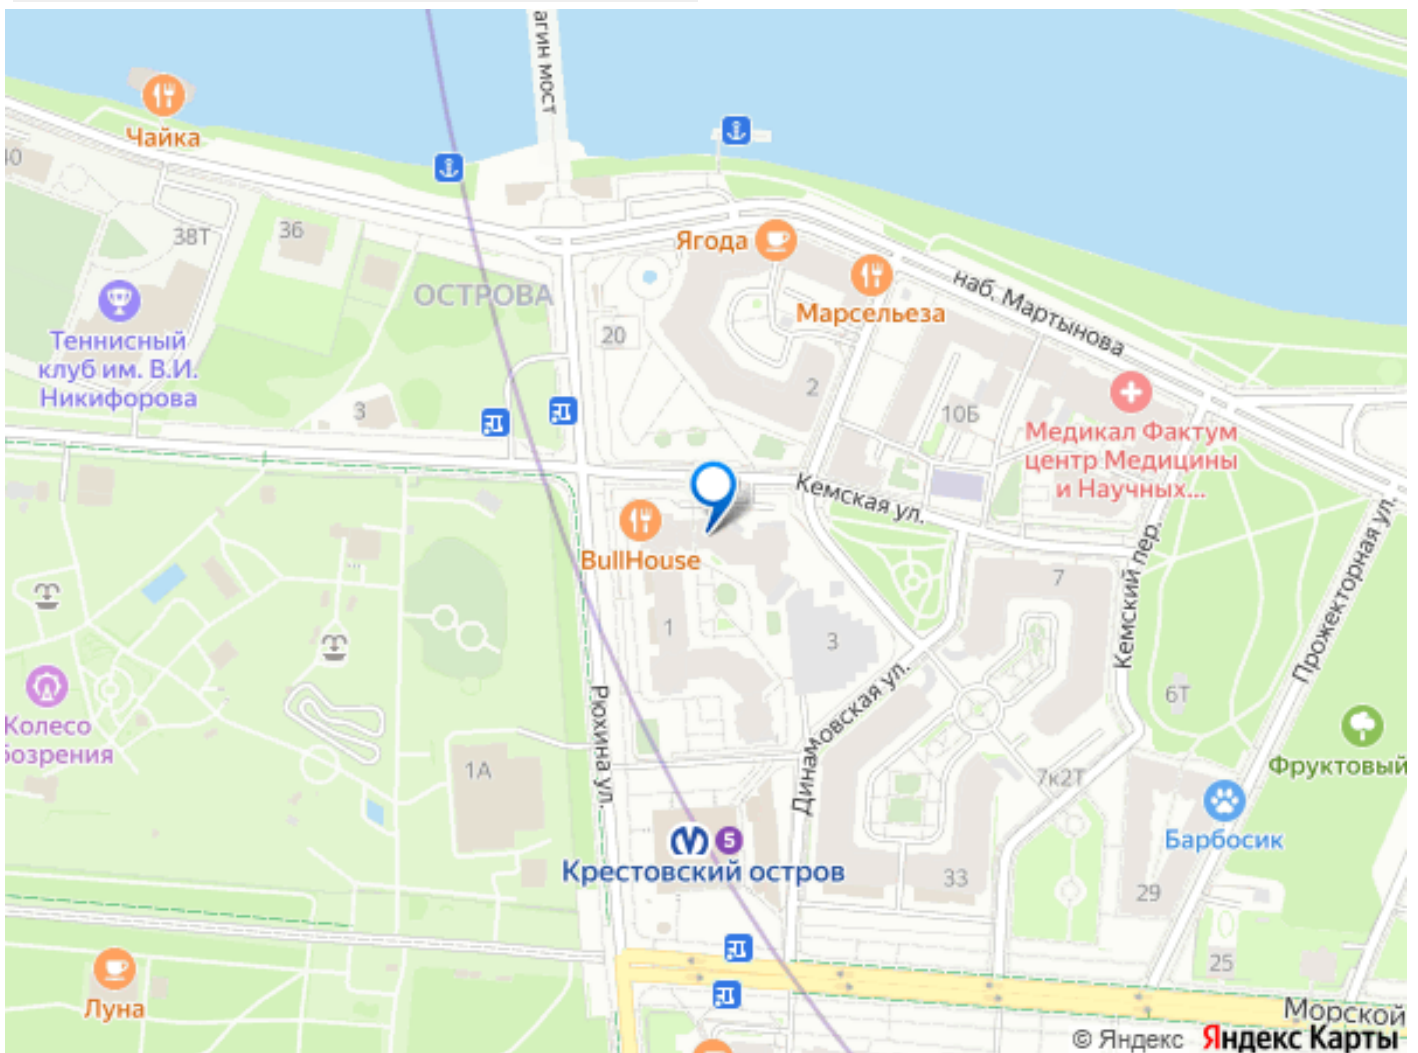 агин мост
Чайка
40
38Т
36
Ягода
ОСТРОВА
наб. Мартынова
Марсельеза
20
Теннисный
клуб им. В.И.
Никифорова
2
3
10Б
Медикал Фактум
центр Медицины
и Научных...
Кемская ул.
BullHouse
7
Кемский пер.
Прожекторная ул.
1
3
Динамовская ул.
Рюхина ул.
6Т
Колесо
бозрения
1А
7к2Т
Фруктовый
Барбосик
5
Крестовский остров
33
29
25
Луна
Морской
© Яндекс Яндекс Карты